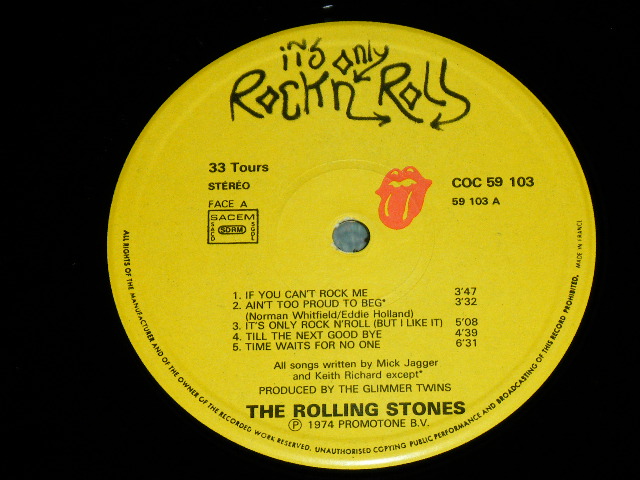 it's only
Rock'n Roll
33 Tours
STÉRÉO
FACE A
SACEM
SACD SDRM SGDL
COC 59 103
59 103 A
1. IF YOU CAN'T ROCK ME 3'47
2. AIN'T TOO PROUD TO BEG* 3'32
(Norman Whitfield/Eddie Holland)
3. IT'S ONLY ROCK N'ROLL (BUT I LIKE IT) 5'08
4. TILL THE NEXT GOOD BYE 4'39
5. TIME WAITS FOR NO ONE 6'31
All songs written by Mick Jagger
and Keith Richard except*
PRODUCED BY THE GLIMMER TWINS
THE ROLLING STONES
℗ 1974 PROMOTONE B.V.
ALL RIGHTS OF THE MANUFACTURER AND OF THE OWNER OF THE RECORDED WORK RESERVED. UNAUTHORISED COPYING PUBLIC PERFORMANCE AND BROADCASTING OF THIS RECORD PROHIBITED. MADE IN FRANCE